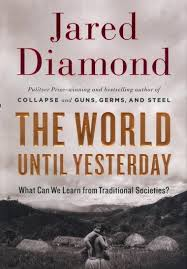 Jared
Diamond
Pulitzer Prize-winning and bestselling author of
COLLAPSE and GUNS, GERMS, AND STEEL
THE WORLD
UNTIL YESTERDAY
What Can We Learn from Traditional Societies?